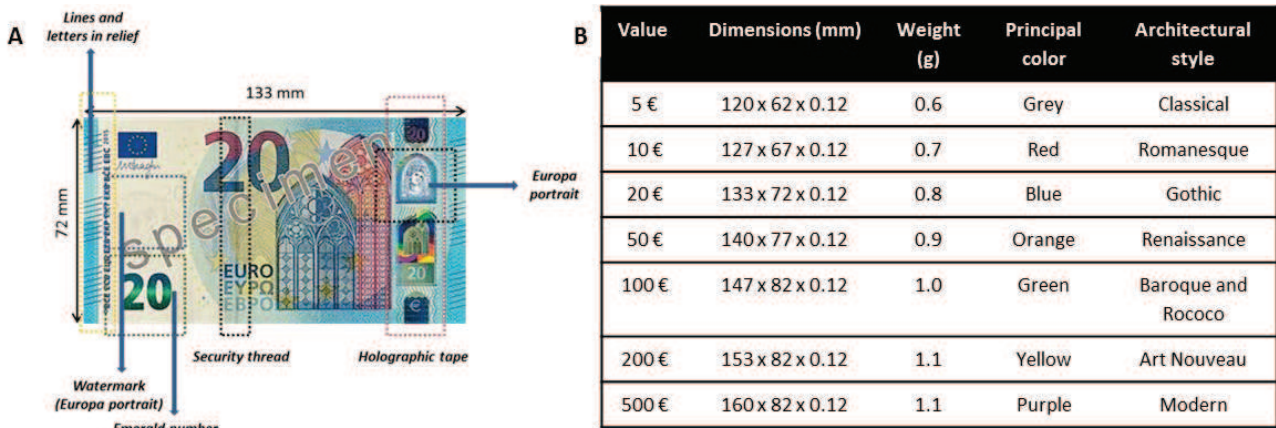 Lines and
letters in relief
A
133 mm
72 mm
20
20
Specimen
EURO
ΕΥΡΩ
ЕВРО
20
20
€
Europa
portrait
Security thread
Holographic tape
Watermark
(Europa portrait)
Emerald number
B
Value Dimensions (mm) Weight (g) Principal color Architectural style
5 € 120 x 62 x 0.12 0.6 Grey Classical
10 € 127 x 67 x 0.12 0.7 Red Romanesque
20 € 133 x 72 x 0.12 0.8 Blue Gothic
50 € 140 x 77 x 0.12 0.9 Orange Renaissance
100 € 147 x 82 x 0.12 1.0 Green Baroque and Rococo
200 € 153 x 82 x 0.12 1.1 Yellow Art Nouveau
500 € 160 x 82 x 0.12 1.1 Purple Modern